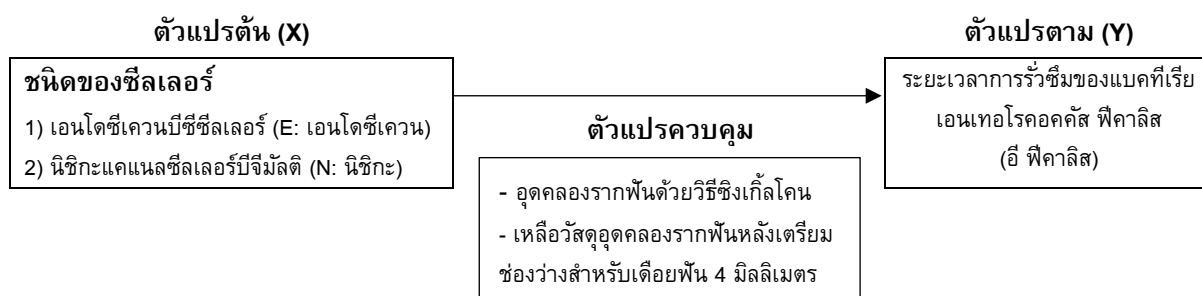 ตัวแปรต้น (X)
ชนิดของซีลเลอร์
1) เอนโดซีเควนบีซีซีลเลอร์ (E: เอนโดซีเควน)
2) นิชิกะแคแนลซีลเลอร์บีจีมัลติ (N: นิชิกะ)
ตัวแปรควบคุม
- อุดคลองรากฟันด้วยวิธีซิงเกิ้ลโคน
- เหลือวัสดุอุดคลองรากฟันหลังเตรียม
ช่องว่างสำหรับเดือยฟัน 4 มิลลิเมตร
ตัวแปรตาม (Y)
ระยะเวลาการรั่วซึมของแบคทีเรีย
เอนเทอโรคอคคัส ฟีคาลิส
(อี ฟีคาลิส)